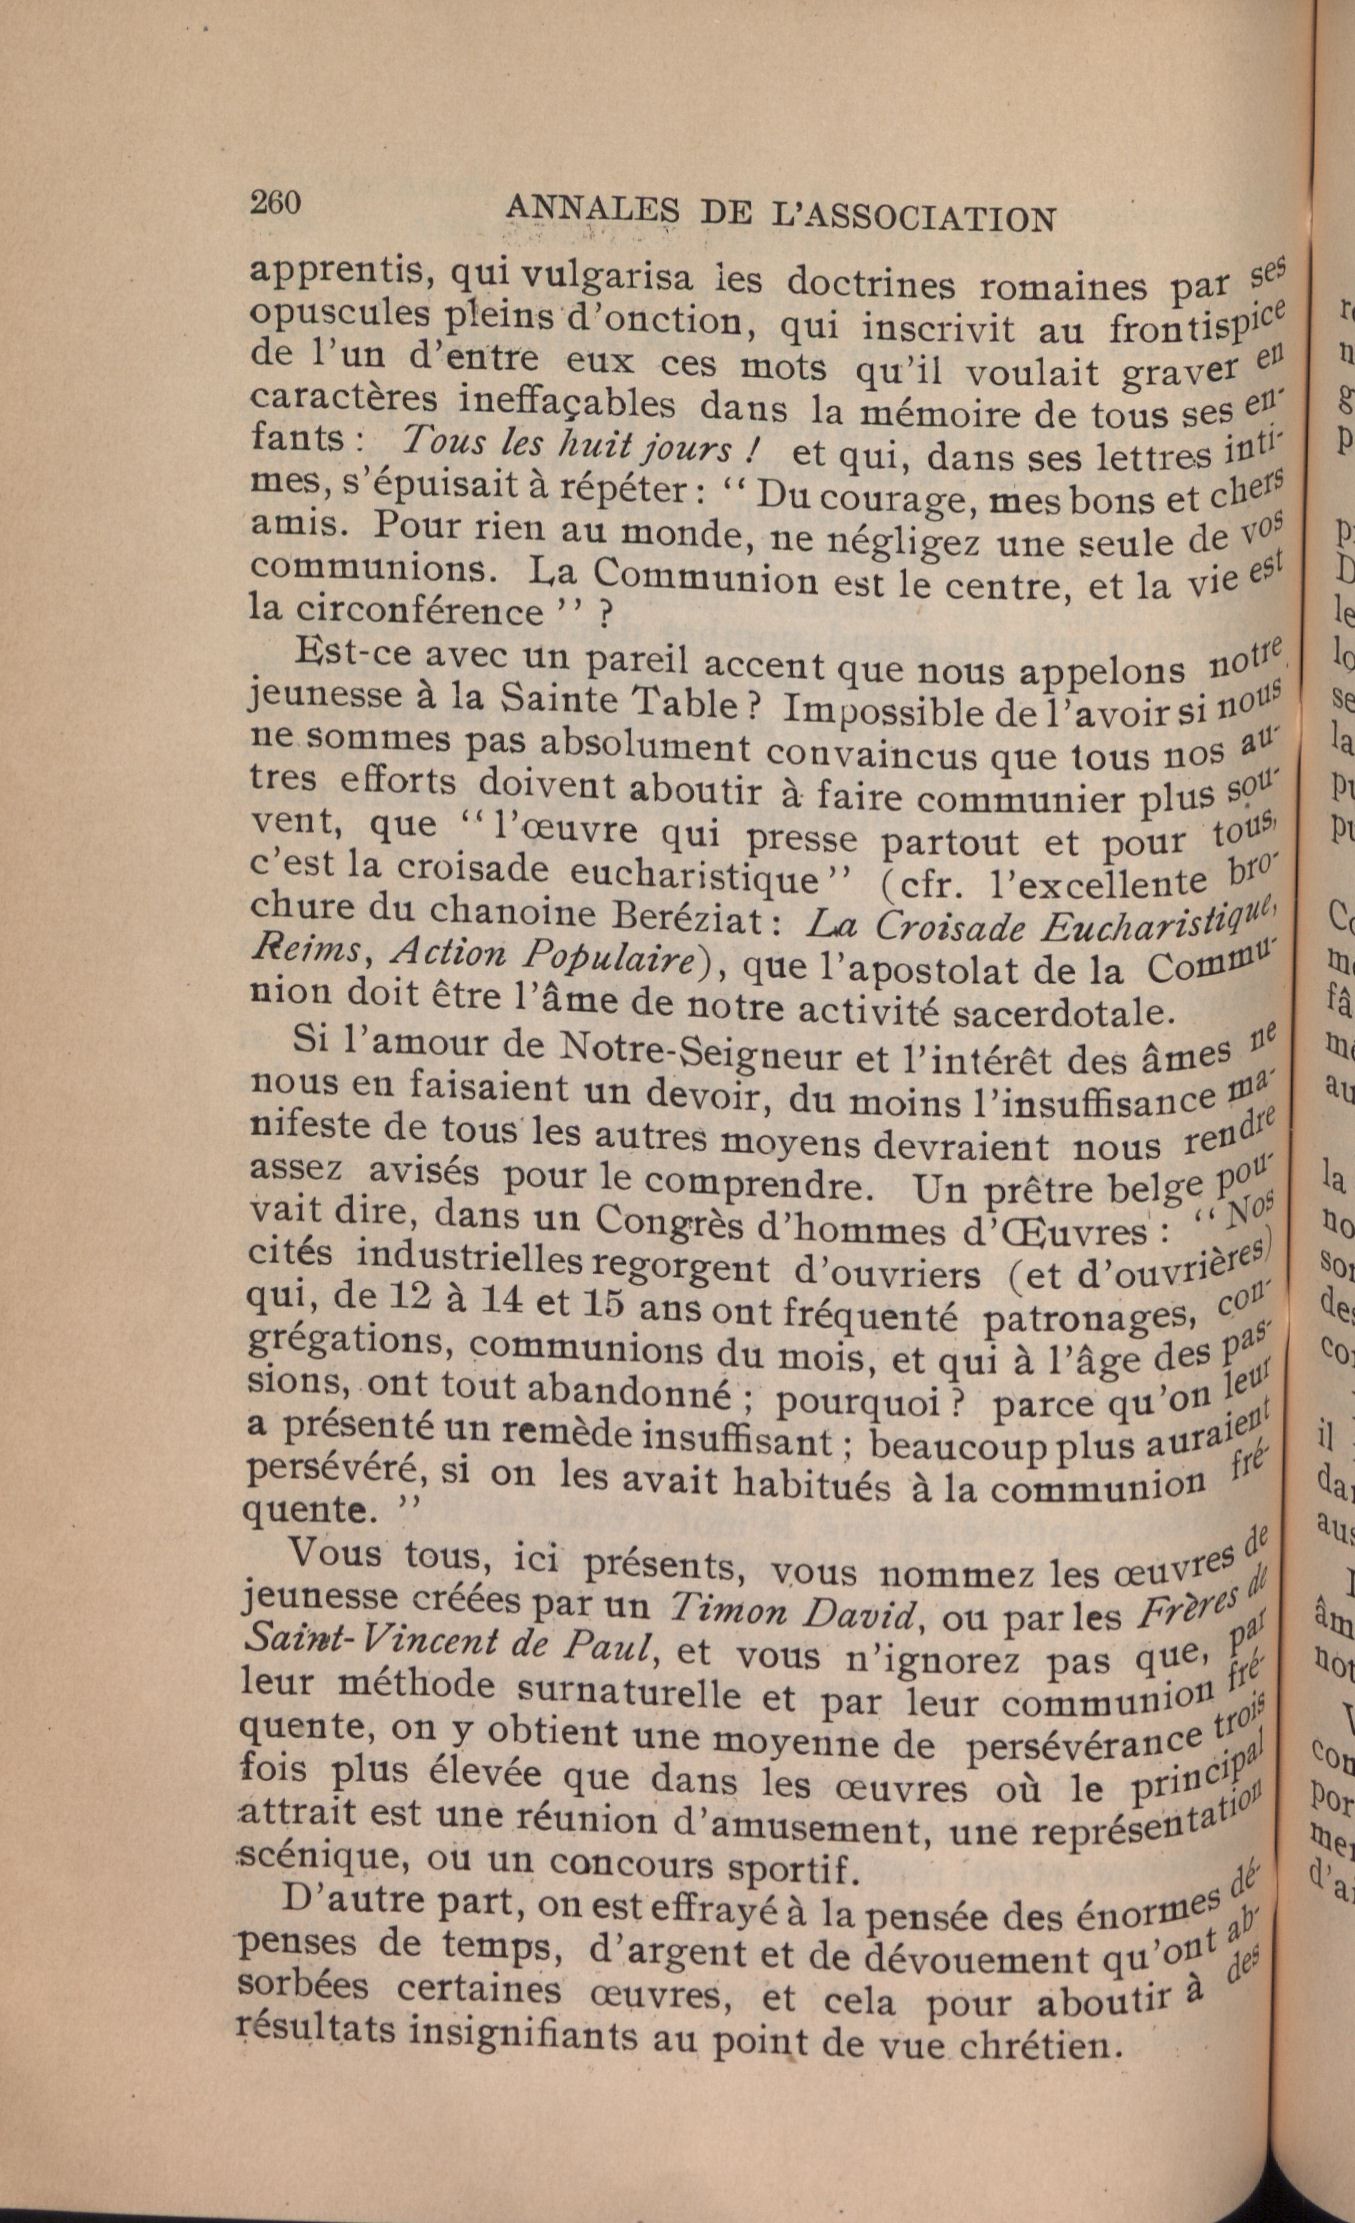 260 ANNALES DE L'ASSOCIATION
apprentis, qui vulgarisa les doctrines romaines par ses
opuscules pleins d'onction, qui inscrivit au frontispice
de l'un d'entre eux ces mots qu'il voulait graver en
caractères ineffaçables dans la mémoire de tous ses en-
fants : Tous les huit jours ! et qui, dans ses lettres inti-
mes, s'épuisait à répéter : “ Du courage, mes bons et chers
amis. Pour rien au monde, ne négligez une seule de vos
communions. La Communion est le centre, et la vie est
la circonférence ” ?
Est-ce avec un pareil accent que nous appelons notre
jeunesse à la Sainte Table ? Impossible de l'avoir si nous
ne sommes pas absolument convaincus que tous nos au-
tres efforts doivent aboutir à faire communier plus sou-
vent, que “ l'œuvre qui presse partout et pour tous,
c'est la croisade eucharistique ” (cfr. l'excellente bro-
chure du chanoine Beréziat : La Croisade Eucharistique,
Reims, Action Populaire), que l'apostolat de la Commu-
nion doit être l'âme de notre activité sacerdotale.
Si l'amour de Notre-Seigneur et l'intérêt des âmes ne
nous en faisaient un devoir, du moins l'insuffisance ma-
nifeste de tous les autres moyens devraient nous rendre
assez avisés pour le comprendre. Un prêtre belge pou-
vait dire, dans un Congrès d'hommes d'Œuvres : “ Nos
cités industrielles regorgent d'ouvriers (et d'ouvrières)
qui, de 12 à 14 et 15 ans ont fréquenté patronages, con-
grégations, communions du mois, et qui à l'âge des pas-
sions, ont tout abandonné ; pourquoi ? parce qu'on leur
a présenté un remède insuffisant ; beaucoup plus auraient
persévéré, si on les avait habitués à la communion fré-
quente. ”
Vous tous, ici présents, vous nommez les œuvres de
jeunesse créées par un Timon David, ou par les Frères de
Saint-Vincent de Paul, et vous n'ignorez pas que, par
leur méthode surnaturelle et par leur communion fré-
quente, on y obtient une moyenne de persévérance trois
fois plus élevée que dans les œuvres où le principal
attrait est une réunion d'amusement, une représentation
scénique, ou un concours sportif.
D'autre part, on est effrayé à la pensée des énormes dé-
penses de temps, d'argent et de dévouement qu'ont ab-
sorbées certaines œuvres, et cela pour aboutir à des
résultats insignifiants au point de vue chrétien.